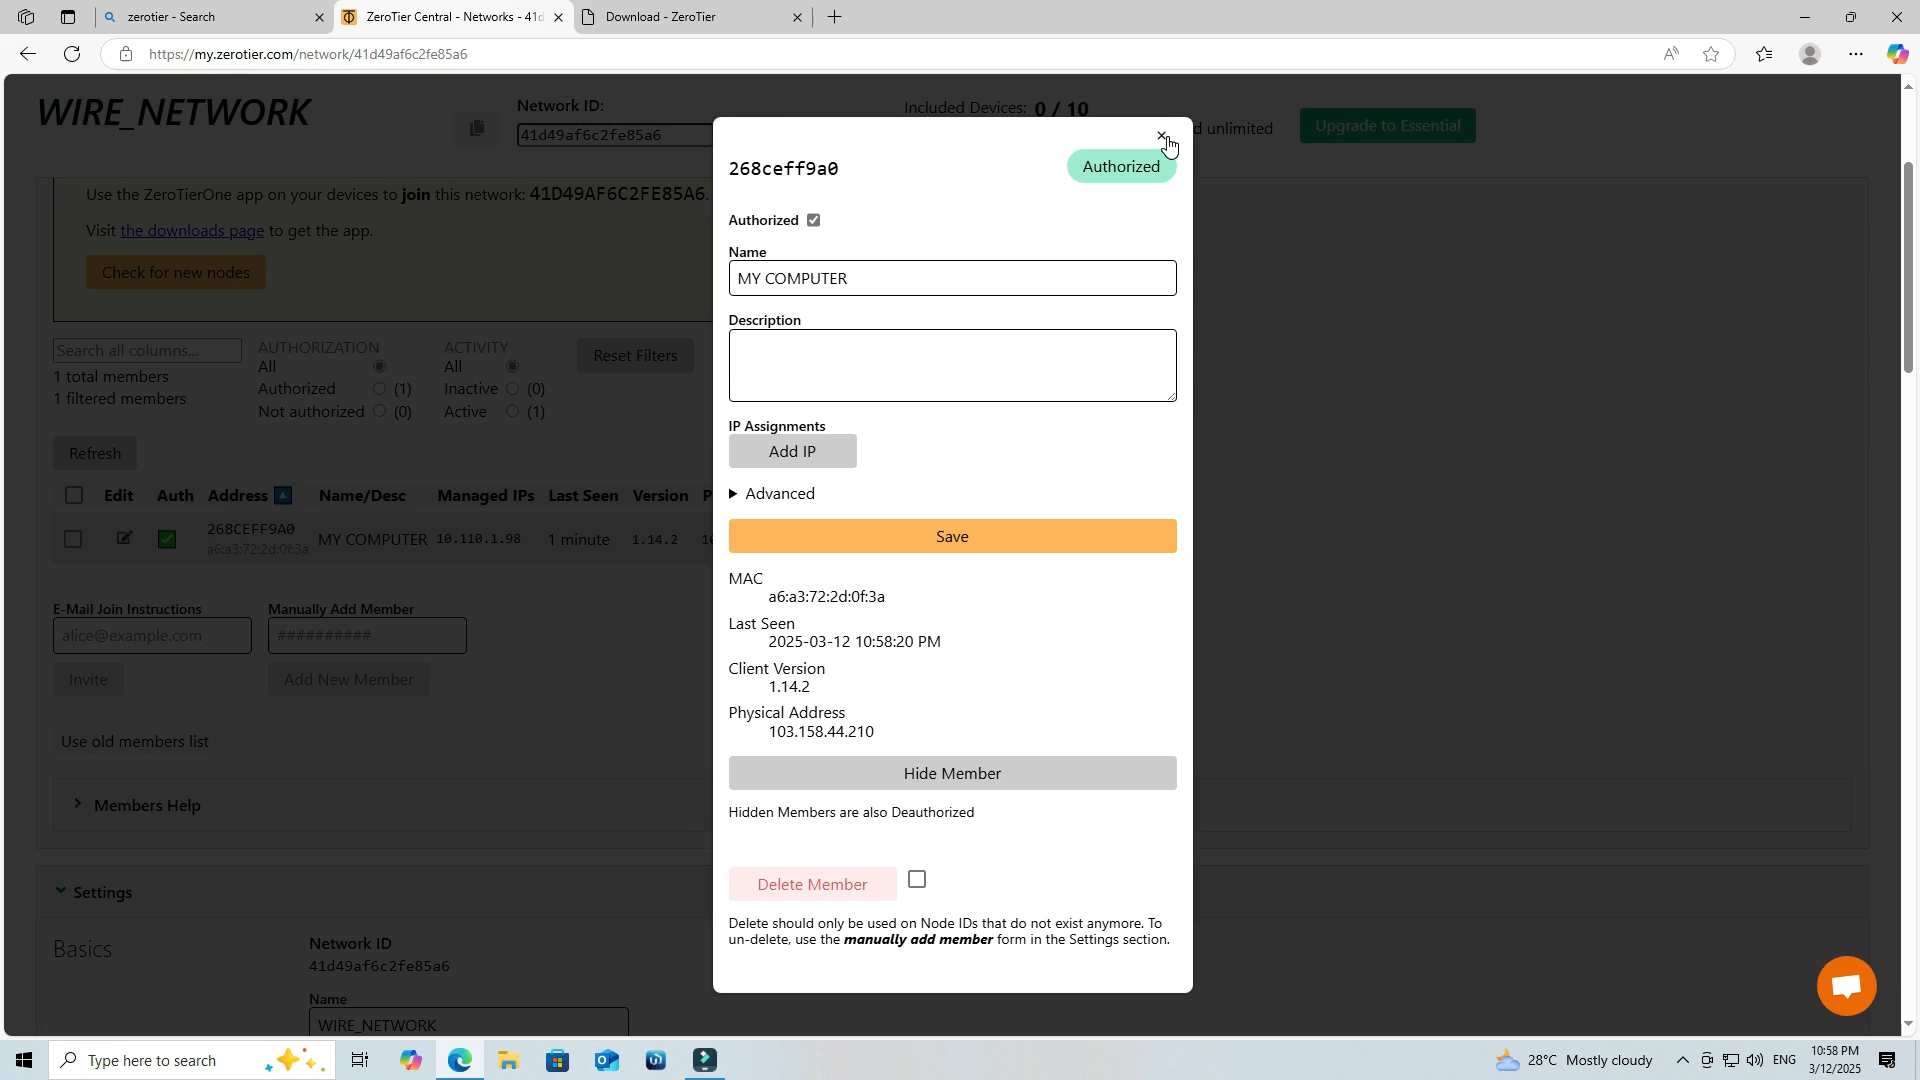 zerotier - Search
ZeroTier Central - Networks - 41d
Download - ZeroTier
https://my.zerotier.com/network/41d49af6c2fe85a6
WIRE_NETWORK
Network ID:
41d49af6c2fe85a6
Included Devices: 0 / 10
d unlimited
Upgrade to Essential
Use the ZeroTierOne app on your devices to join this network: 41D49AF6C2FE85A6.
Visit the downloads page to get the app.
Check for new nodes
Search all columns...
1 total members
1 filtered members
AUTHORIZATION
All
Authorized (1)
Not authorized (0)
ACTIVITY
All
Inactive (0)
Active (1)
Reset Filters
Refresh
Edit Auth Address Name/Desc Managed IPs Last Seen Version P
268CEFF9A0
a6:a3:72:2d:0f:3a
MY COMPUTER 10.110.1.98 1 minute 1.14.2 10
E-Mail Join Instructions
alice@example.com
Invite
Manually Add Member
##########
Add New Member
Use old members list
Members Help
Settings
Basics
Network ID
41d49af6c2fe85a6
Name
WIRE_NETWORK
268ceff9a0
Authorized
Authorized
Name
MY COMPUTER
Description
IP Assignments
Add IP
Advanced
Save
MAC
a6:a3:72:2d:0f:3a
Last Seen
2025-03-12 10:58:20 PM
Client Version
1.14.2
Physical Address
103.158.44.210
Hide Member
Hidden Members are also Deauthorized
Delete Member
Delete should only be used on Node IDs that do not exist anymore. To
un-delete, use the manually add member form in the Settings section.
Type here to search
28°C Mostly cloudy
ENG
10:58 PM
3/12/2025